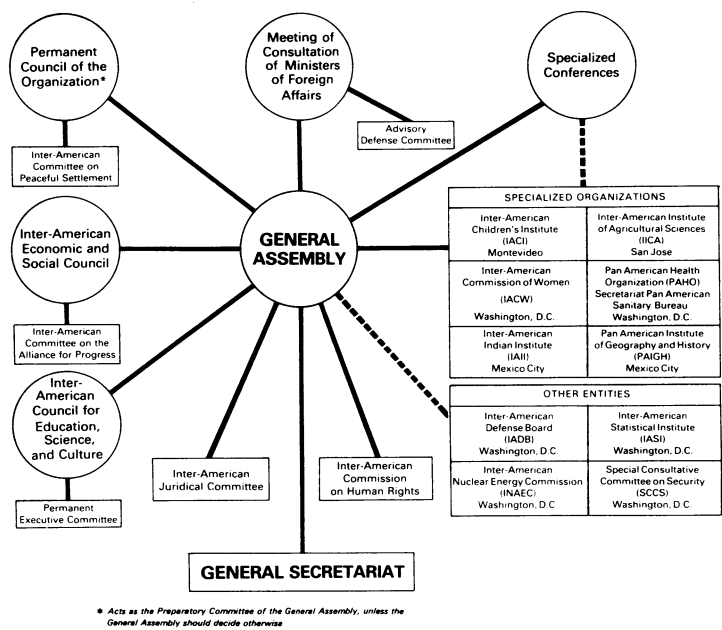 Permanent
Council of the
Organization*
Inter-American
Committee on
Peaceful Settlement
Meeting of
Consultation
of Ministers
of Foreign
Affairs
Advisory
Defense Committee
Specialized
Conferences
Inter-American
Economic and
Social Council
Inter-American
Committee on the
Alliance for Progress
GENERAL
ASSEMBLY
SPECIALIZED ORGANIZATIONS
Inter-American
Children's Institute
(IACI)
Montevideo
Inter-American Institute
of Agricultural Sciences
(IICA)
San Jose
Inter-American
Commission of Women
(IACW)
Washington, D.C.
Pan American Health
Organization (PAHO)
Secretariat Pan American
Sanitary Bureau
Washington, D.C.
Inter-American
Indian Institute
(IAII)
Mexico City
Pan American Institute
of Geography and History
(PAIGH)
Mexico City
OTHER ENTITIES
Inter-American
Defense Board
(IADB)
Washington, D.C.
Inter-American
Statistical Institute
(IASI)
Washington, D.C.
Inter-American
Nuclear Energy Commission
(INAEC)
Washington, D.C
Special Consultative
Committee on Security
(SCCS)
Washington, D.C.
Inter-
American
Council for
Education,
Science,
and Culture
Permanent
Executive Committee
Inter-American
Juridical Committee
Inter-American
Commission
on Human Rights
GENERAL SECRETARIAT
* Acts as the Preparatory Committee of the General Assembly, unless the
General Assembly should decide otherwise